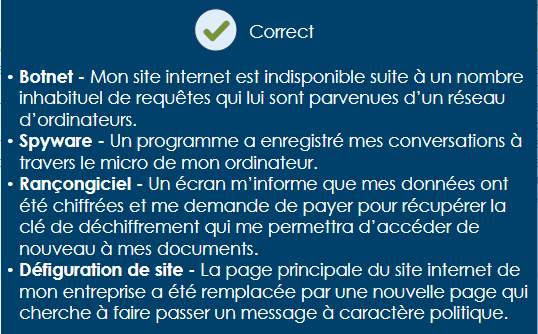 Correct
• Botnet - Mon site internet est indisponible suite à un nombre
inhabituel de requêtes qui lui sont parvenues d’un réseau
d’ordinateurs.
• Spyware - Un programme a enregistré mes conversations à
travers le micro de mon ordinateur.
• Rançongiciel - Un écran m’informe que mes données ont
été chiffrées et me demande de payer pour récupérer la
clé de déchiffrement qui me permettra d’accéder de
nouveau à mes documents.
• Défiguration de site - La page principale du site internet de
mon entreprise a été remplacée par une nouvelle page qui
cherche à faire passer un message à caractère politique.